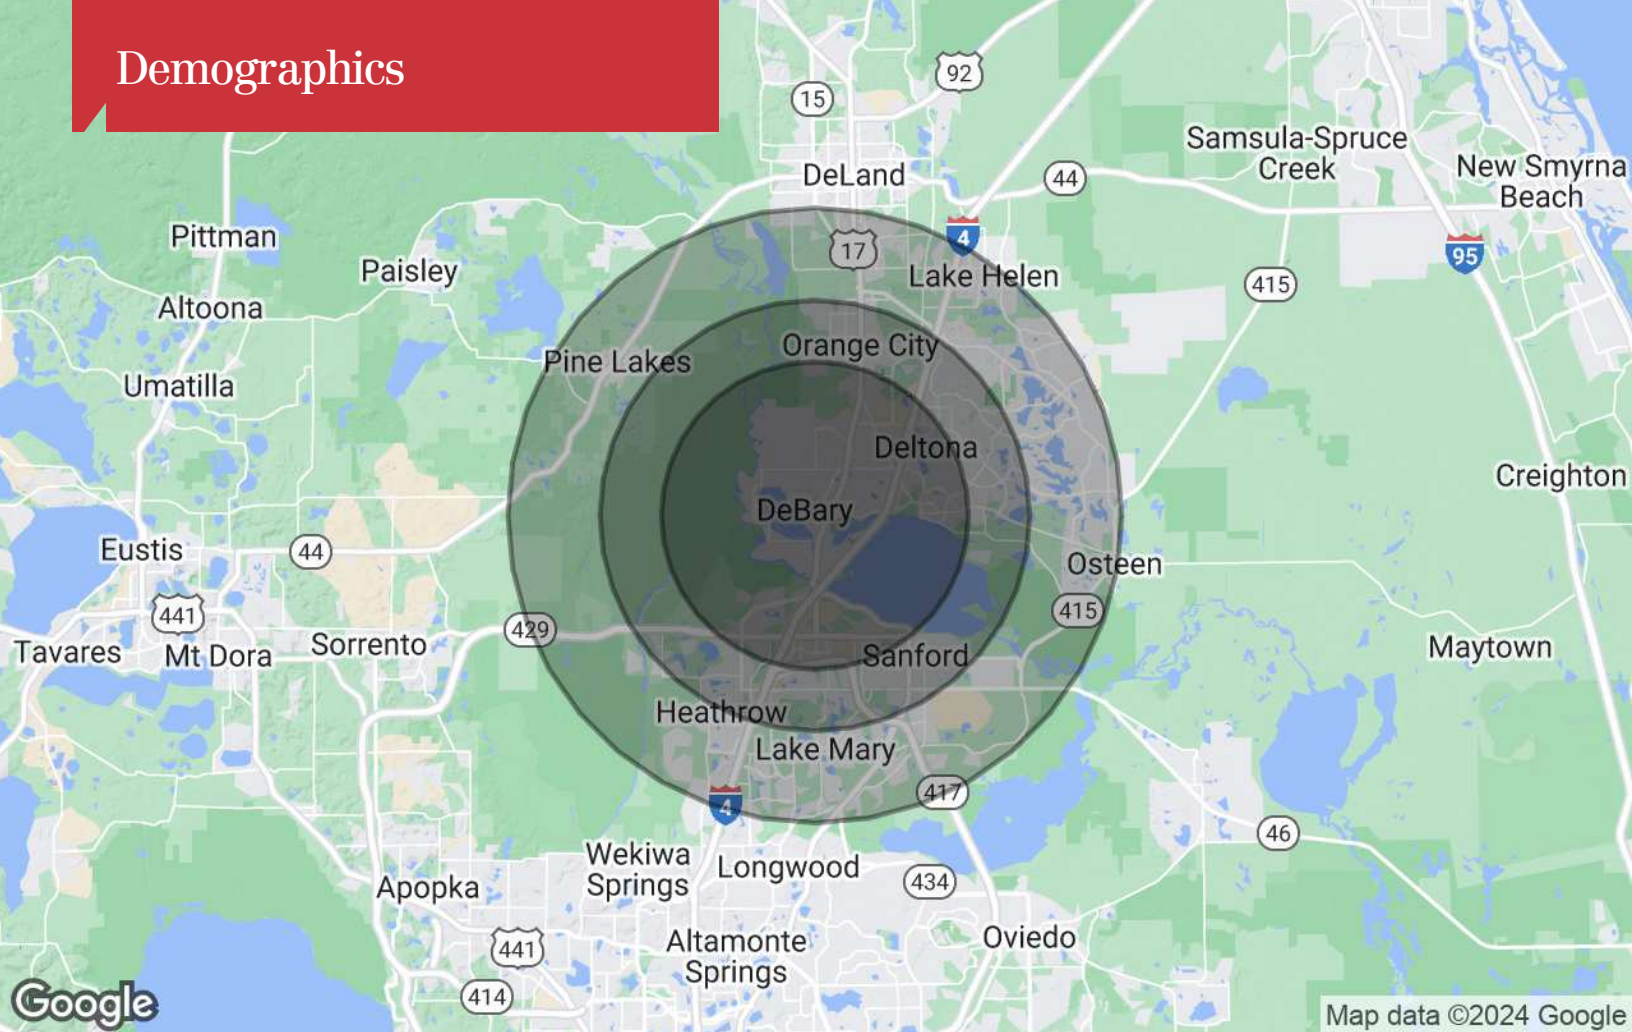 Demographics
92
15
Samsula-Spruce
Creek
New Smyrna
Beach
DeLand
44
Pittman
17
4
95
Paisley
Lake Helen
415
Altoona
Orange City
Pine Lakes
Umatilla
Deltona
Creighton
DeBary
Eustis
44
Osteen
441
415
429
Tavares
Mt Dora
Sorrento
Sanford
Maytown
Heathrow
Lake Mary
417
4
46
Wekiwa
Springs
Longwood
434
Apopka
441
Altamonte
Springs
Oviedo
414
Google
Map data ©2024 Google